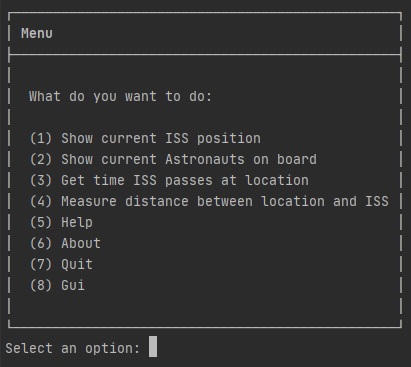 Menu
What do you want to do:
(1) Show current ISS position
(2) Show current Astronauts on board
(3) Get time ISS passes at location
(4) Measure distance between location and ISS
(5) Help
(6) About
(7) Quit
(8) Gui
Select an option: